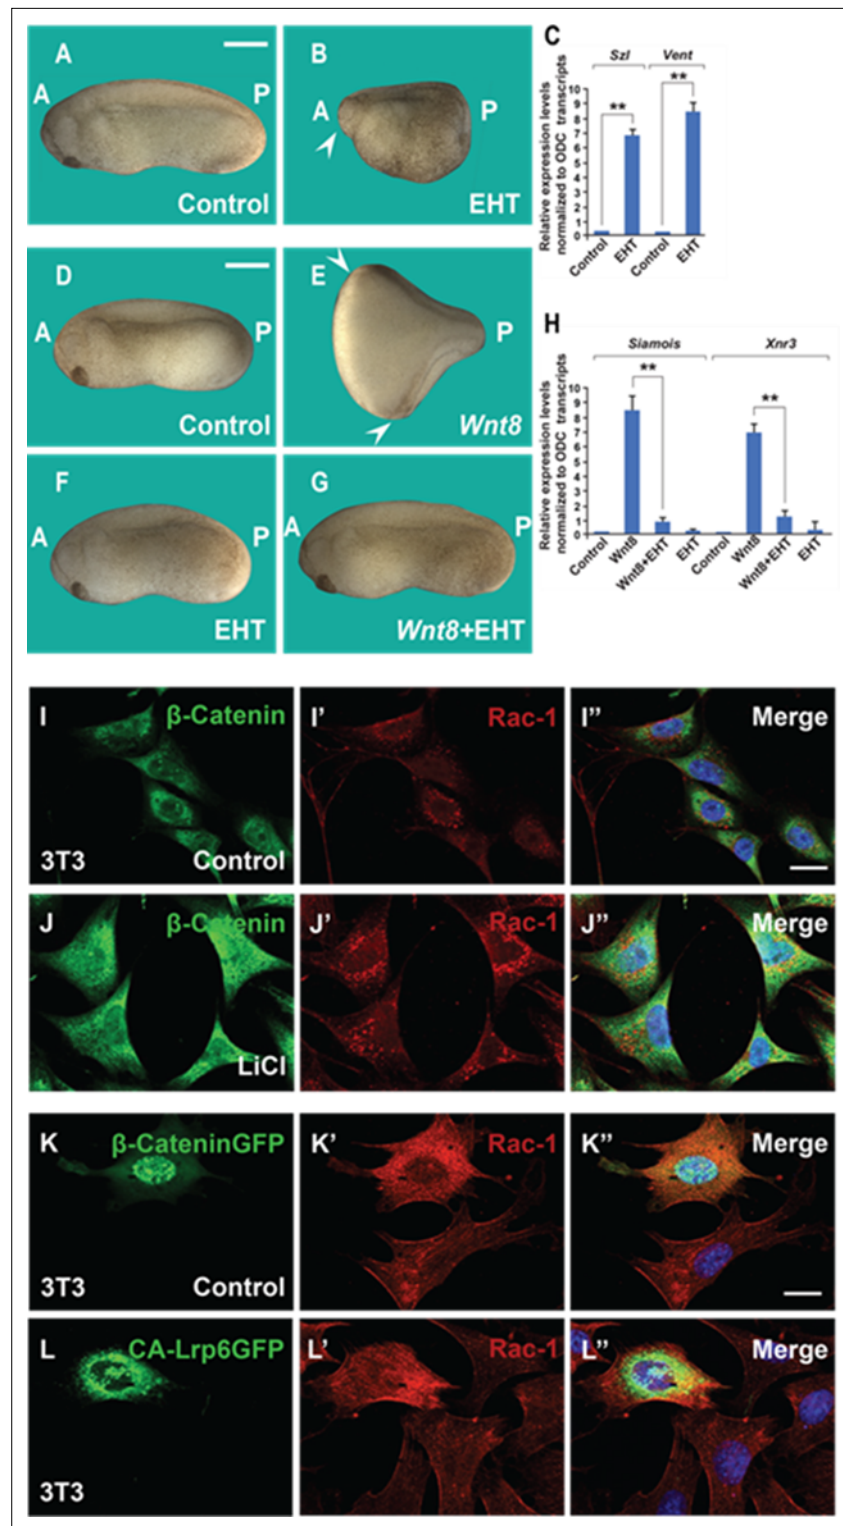 A
A
P
Control
B
A
P
EHT
C
Szl
Vent
**
**
Relative expression levels
normalized to ODC transcripts
10
9
8
7
6
5
4
3
2
1
0
Control
EHT
Control
EHT
D
A
P
Control
E
P
Wnt8
F
A
P
EHT
G
A
P
Wnt8+EHT
H
Siamois
Xnr3
**
**
Relative expression levels
normalized to ODC transcripts
10
9
8
7
6
5
4
3
2
1
0
Control
Wnt8
Wnt8+EHT
EHT
Control
Wnt8
Wnt8+EHT
EHT
I
β-Catenin
3T3
Control
I'
Rac-1
I''
Merge
J
β-Catenin
LiCl
J'
Rac-1
J''
Merge
K
β-CateninGFP
3T3
Control
K'
Rac-1
K''
Merge
L
CA-Lrp6GFP
3T3
L'
Rac-1
L''
Merge